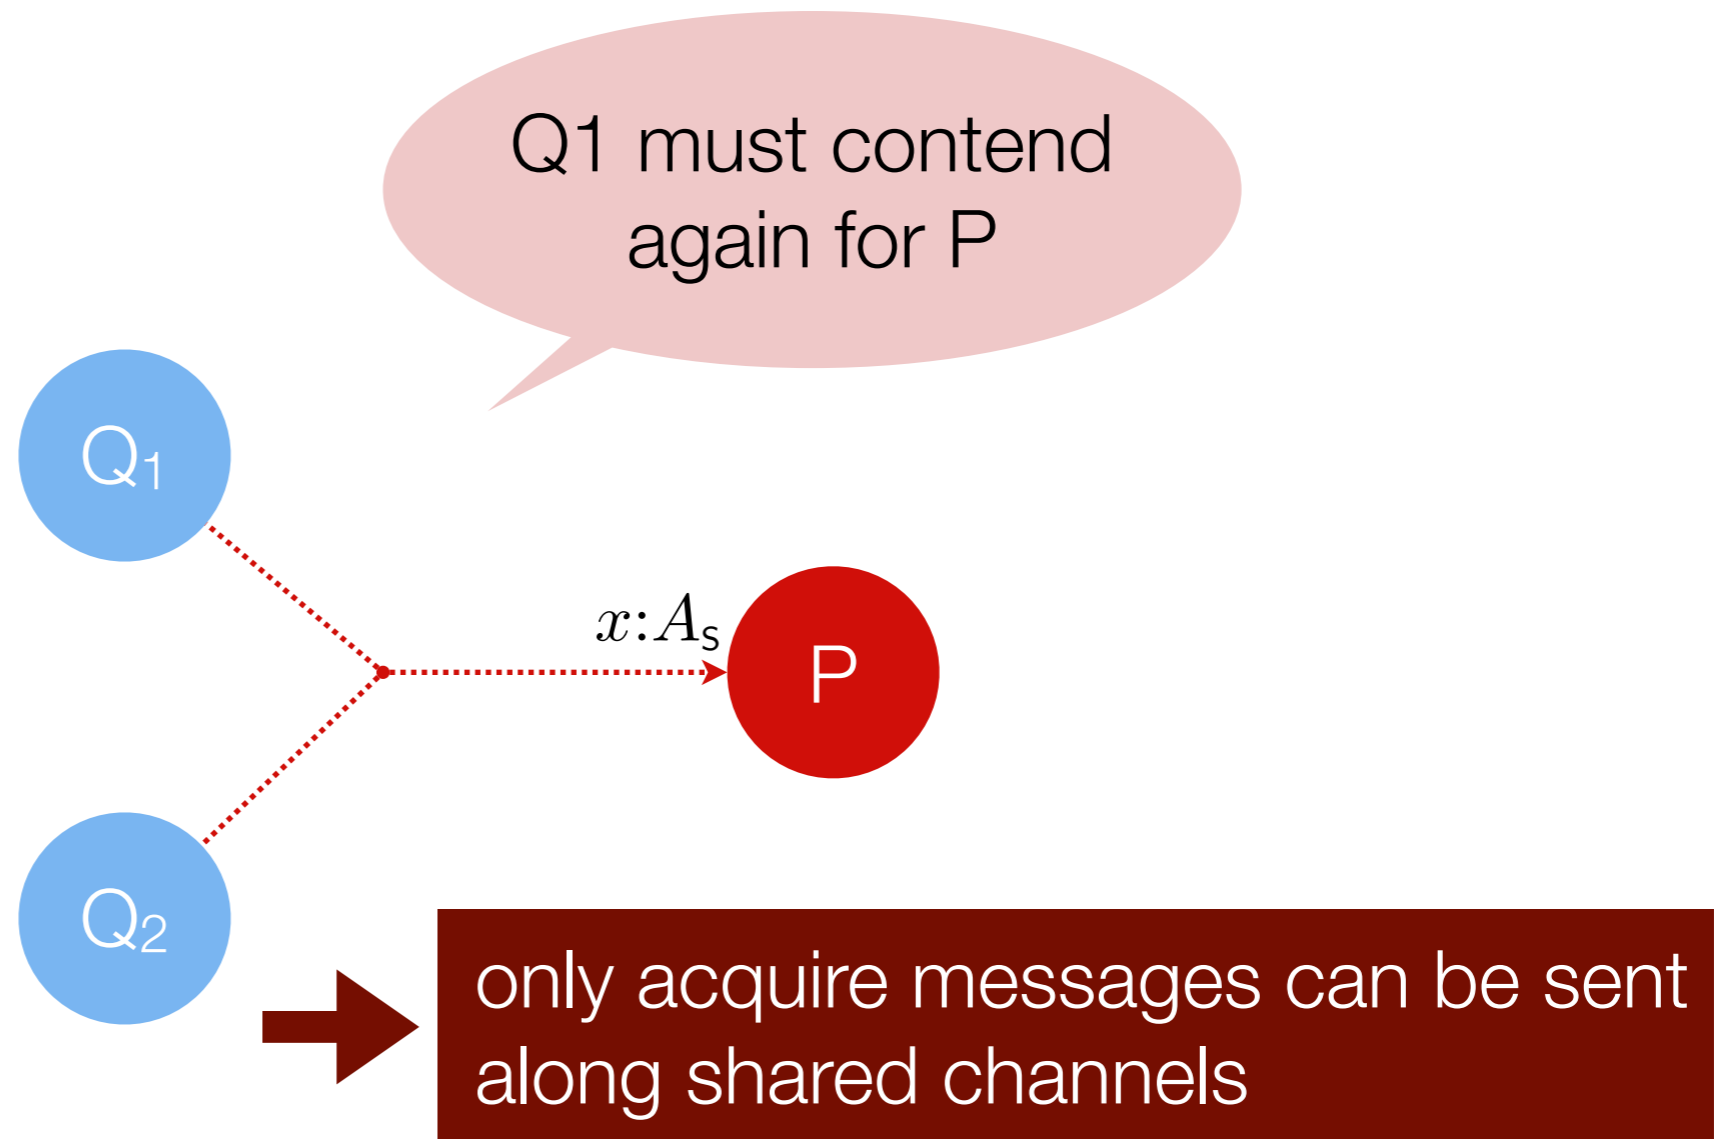 Q1 must contend
again for P
Q₁
x:Aₛ
P
Q₂
only acquire messages can be sent
along shared channels